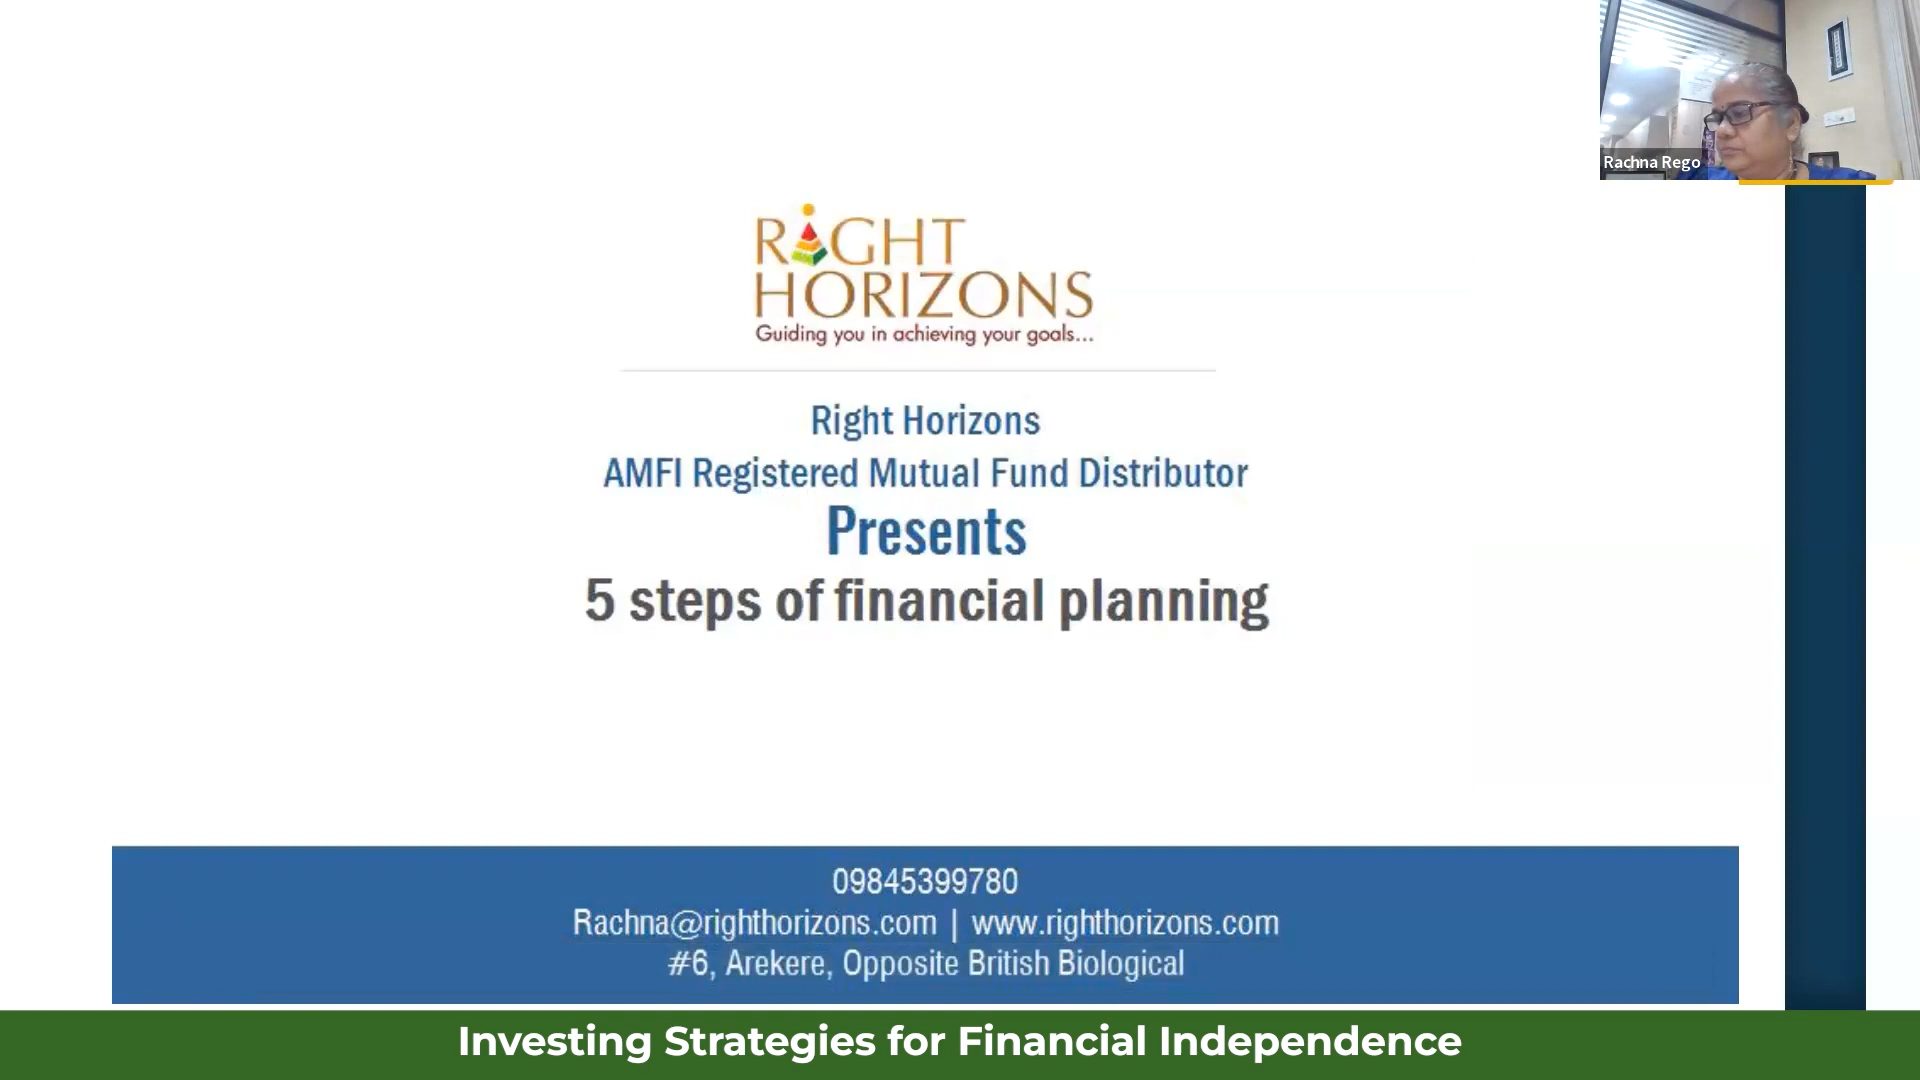 Rachna Rego
RIGHT
HORIZONS
Guiding you in achieving your goals...
Right Horizons
AMFI Registered Mutual Fund Distributor
Presents
5 steps of financial planning
09845399780
Rachna@righthorizons.com | www.righthorizons.com
#6, Arekere, Opposite British Biological
Investing Strategies for Financial Independence